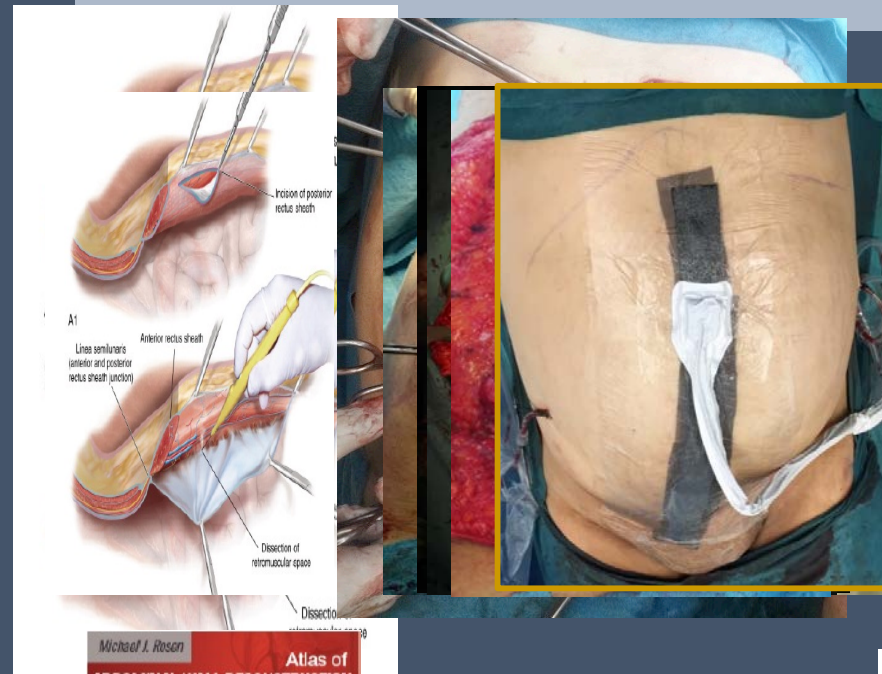 Incision of posterior
rectus sheath
A1
Anterior rectus sheath
Linea semilunaris
(anterior and posterior
rectus sheath junction)
Dissection of
retromuscular space
Michael J. Rosen
Atlas of